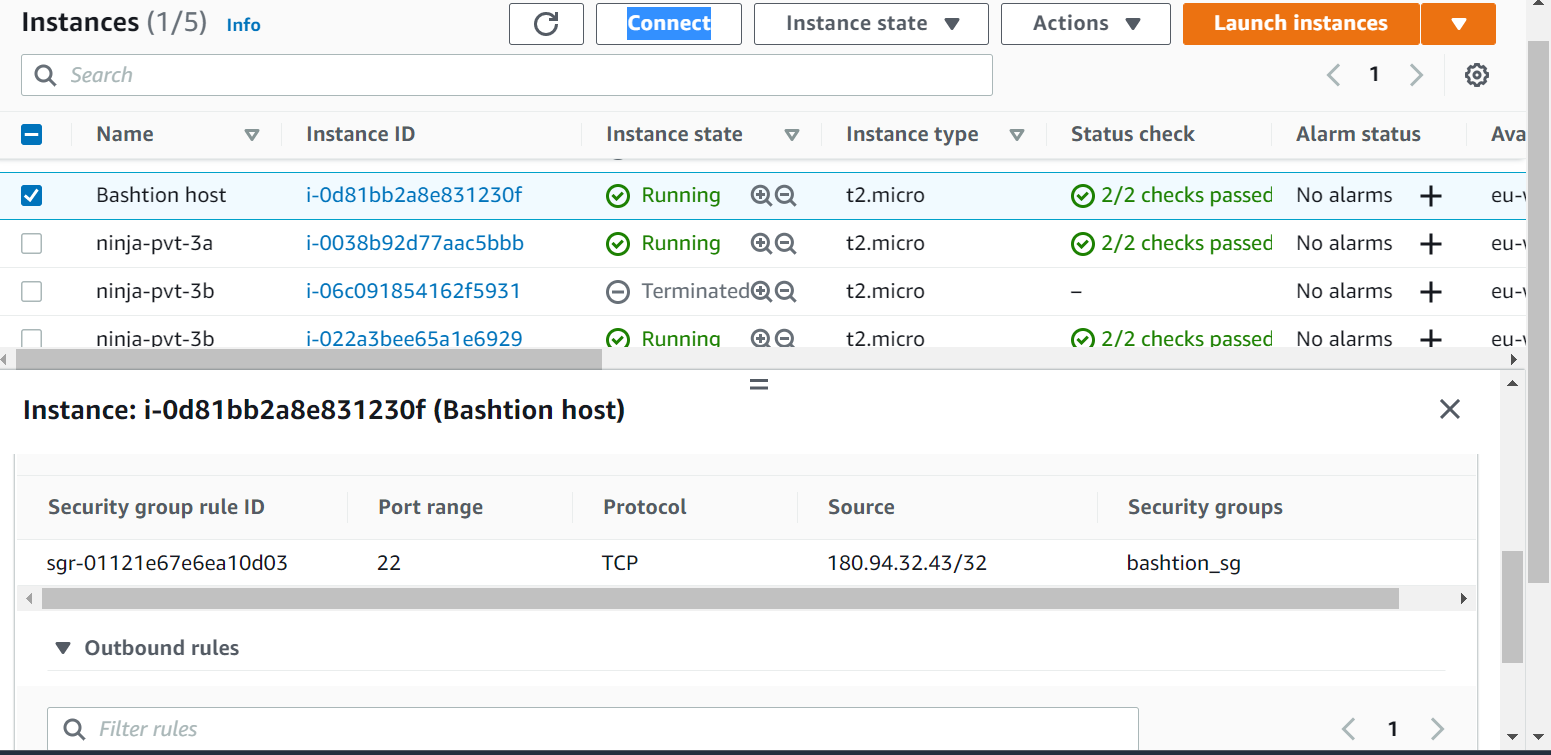 Instances (1/5) Info Connect Instance state Actions Launch instances
Search 1
Name Instance ID Instance state Instance type Status check Alarm status Ava
Bashtion host i-0d81bb2a8e831230f Running t2.micro 2/2 checks passed No alarms + eu-
ninja-pvt-3a i-0038b92d77aac5bbb Running t2.micro 2/2 checks passed No alarms + eu-
ninja-pvt-3b i-06c091854162f5931 Terminated t2.micro – No alarms + eu-
ninja-pvt-3b i-022a3bee65a1e6929 Running t2.micro 2/2 checks passed No alarms + eu-
Instance: i-0d81bb2a8e831230f (Bashtion host)
Security group rule ID Port range Protocol Source Security groups
sgr-01121e67e6ea10d03 22 TCP 180.94.32.43/32 bashtion_sg
Outbound rules
Filter rules 1